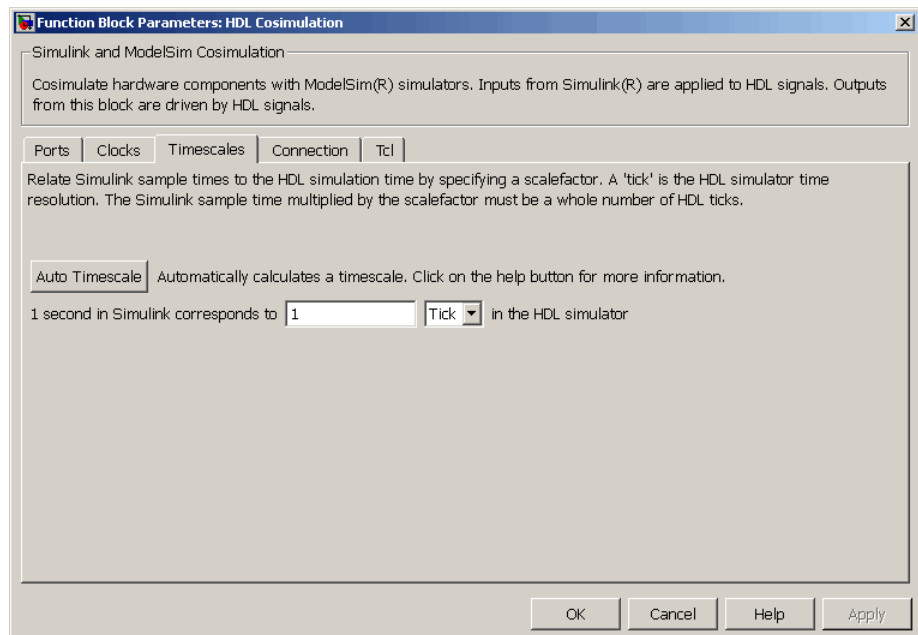 Function Block Parameters: HDL Cosimulation
Simulink and ModelSim Cosimulation
Cosimulate hardware components with ModelSim(R) simulators. Inputs from Simulink(R) are applied to HDL signals. Outputs
from this block are driven by HDL signals.
Ports Clocks Timescales Connection Tcl
Relate Simulink sample times to the HDL simulation time by specifying a scalefactor. A 'tick' is the HDL simulator time
resolution. The Simulink sample time multiplied by the scalefactor must be a whole number of HDL ticks.
Auto Timescale Automatically calculates a timescale. Click on the help button for more information.
1 second in Simulink corresponds to 1 Tick in the HDL simulator
OK Cancel Help Apply